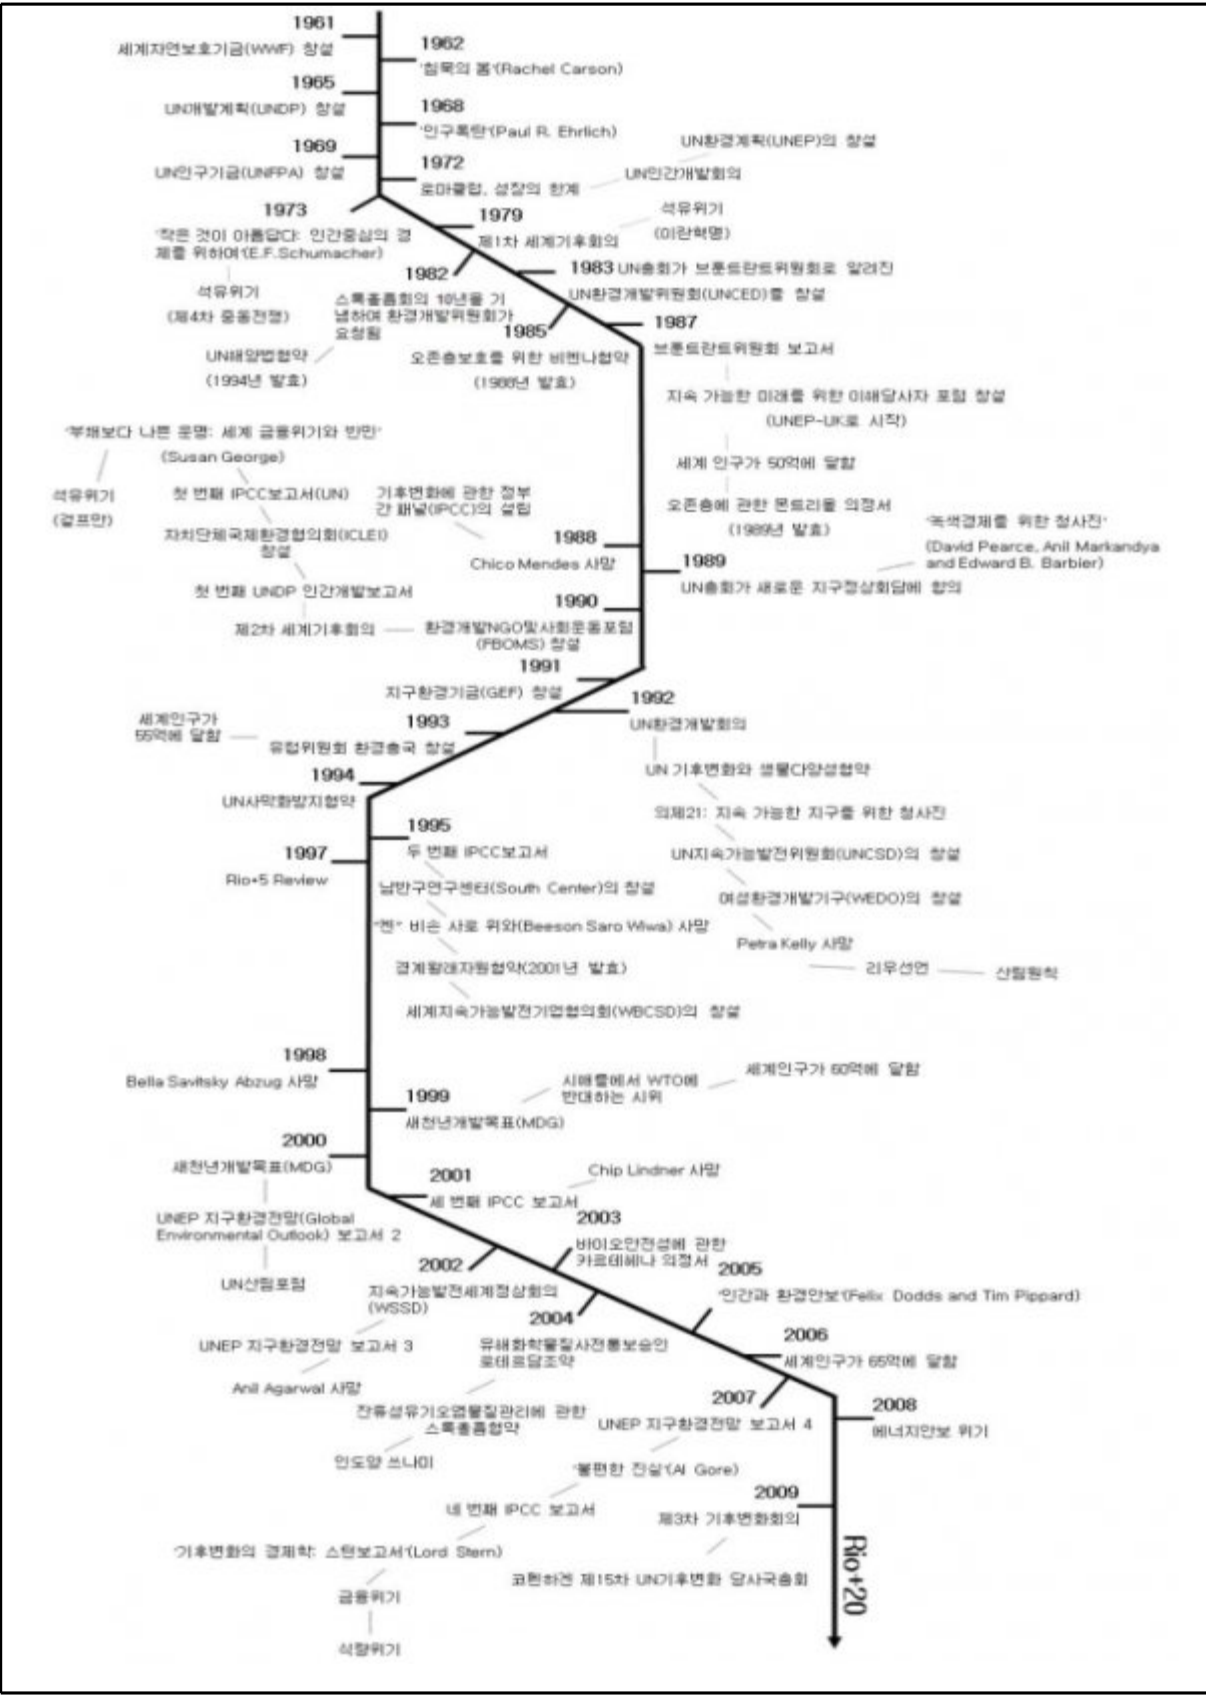 1961
세계자연보호기금(WWF) 창설
1962
'침묵의 봄'(Rachel Carson)
1965
UN개발계획(UNDP) 창설
1968
'인구폭탄'(Paul R. Ehrlich)
1969
UN인구기금(UNFPA) 창설
1972
로마클럽, 성장의 한계
UN인간개발회의
UN환경계획(UNEP)의 창설
1973
'작은 것이 아름답다: 인간중심의 경
제를 위하여'(E.F.Schumacher)
석유위기
(제4차 중동전쟁)
1979
제1차 세계기후회의
석유위기
(이란혁명)
1982
스톡홀름회의 10년을 기
념하여 환경개발위원회가
요청됨
UN해양법협약
(1994년 발효)
1983 UN총회가 브룬트란트위원회로 알려진
UN환경개발위원회(UNCED)를 창설
1985
오존층보호를 위한 비엔나협약
(1988년 발효)
1987
브룬트란트위원회 보고서
지속 가능한 미래를 위한 이해당사자 포럼 창설
(UNEP-UK로 시작)
세계 인구가 50억에 달함
오존층에 관한 몬트리올 의정서
(1989년 발효)
'부채보다 나쁜 운명: 세계 금융위기와 빈민'
(Susan George)
석유위기
(걸프만)
첫 번째 IPCC보고서(UN)
자치단체국제환경협의회(ICLEI)
창설
첫 번째 UNDP 인간개발보고서
제2차 세계기후회의
기후변화에 관한 정부
간 패널(IPCC)의 설립
1988
Chico Mendes 사망
1989
UN총회가 새로운 지구정상회담에 합의
'녹색경제를 위한 청사진'
(David Pearce, Anil Markandya
and Edward B. Barbier)
1990
환경개발NGO및사회운동포럼
(FBOMS) 창설
1991
지구환경기금(GEF) 창설
1992
UN환경개발회의
UN 기후변화와 생물다양성협약
의제21: 지속 가능한 지구를 위한 청사진
UN지속가능발전위원회(UNCSD)의 창설
여성환경개발기구(WEDO)의 창설
Petra Kelly 사망
리우선언
산림원칙
1993
유럽위원회 환경총국 창설
세계인구가
55억에 달함
1994
UN사막화방지협약
1995
두 번째 IPCC보고서
남반구연구센터(South Center)의 창설
"켄" 비슨 사로 위와(Beeson Saro Wiwa) 사망
경계왕래자원협약(2001년 발효)
세계지속가능발전기업협의회(WBCSD)의 창설
1997
Rio+5 Review
1998
Bella Savitsky Abzug 사망
1999
새천년개발목표(MDG)
시애틀에서 WTO에
반대하는 시위
세계인구가 60억에 달함
2000
새천년개발목표(MDG)
UNEP 지구환경전망(Global
Environmental Outlook) 보고서 2
UN산림포럼
2001
세 번째 IPCC 보고서
Chip Lindner 사망
2002
지속가능발전세계정상회의
(WSSD)
UNEP 지구환경전망 보고서 3
Anil Agarwal 사망
2003
바이오안전성에 관한
카르테헤나 의정서
2004
유해화학물질사전통보승인
로테르담조약
잔류성유기오염물질관리에 관한
스톡홀름협약
인도양 쓰나미
2005
'인간과 환경안보'(Felix Dodds and Tim Pippard)
2006
세계인구가 65억에 달함
2007
UNEP 지구환경전망 보고서 4
'불편한 진실'(Al Gore)
네 번째 IPCC 보고서
'기후변화의 경제학: 스턴보고서'(Lord Stern)
금융위기
식량위기
2008
에너지안보 위기
2009
제3차 기후변화회의
코펜하겐 제15차 UN기후변화 당사국총회
Rio+20